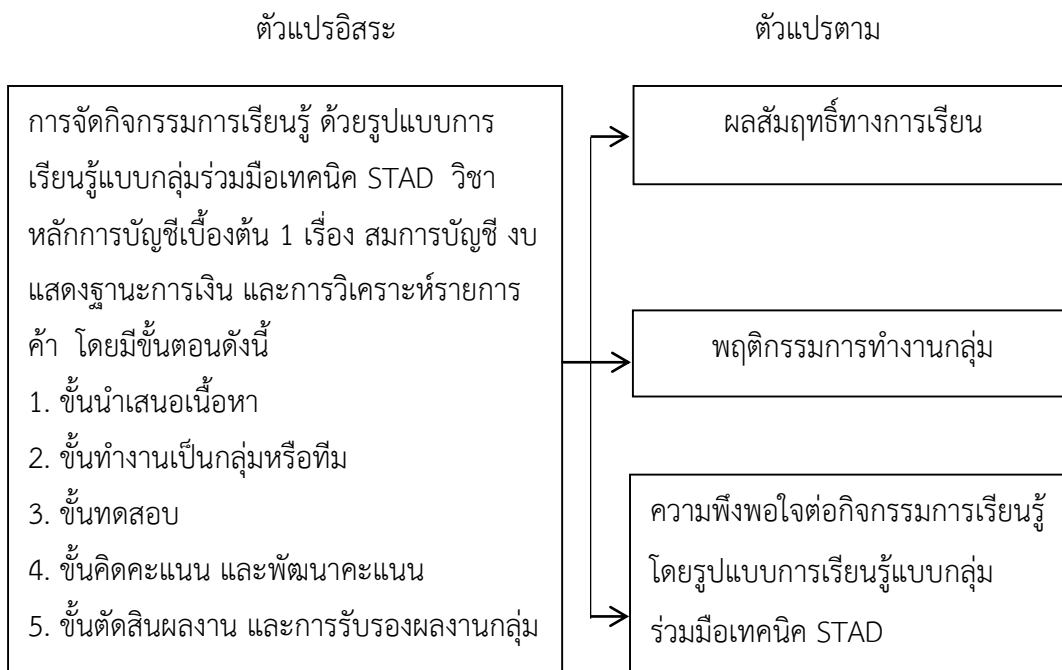 ตัวแปรอิสระ
ตัวแปรตาม
การจัดกิจกรรมการเรียนรู้ ด้วยรูปแบบการ
เรียนรู้แบบกลุ่มร่วมมือเทคนิค STAD วิชา
หลักการบัญชีเบื้องต้น 1 เรื่อง สมการบัญชี งบ
แสดงฐานะการเงิน และการวิเคราะห์รายการ
ค้า โดยมีขั้นตอนดังนี้
1. ขั้นนำเสนอเนื้อหา
2. ขั้นทำงานเป็นกลุ่มหรือทีม
3. ขั้นทดสอบ
4. ขั้นคิดคะแนน และพัฒนาคะแนน
5. ขั้นตัดสินผลงาน และการรับรองผลงานกลุ่ม
ผลสัมฤทธิ์ทางการเรียน
พฤติกรรมการทำงานกลุ่ม
ความพึงพอใจต่อกิจกรรมการเรียนรู้
โดยรูปแบบการเรียนรู้แบบกลุ่ม
ร่วมมือเทคนิค STAD